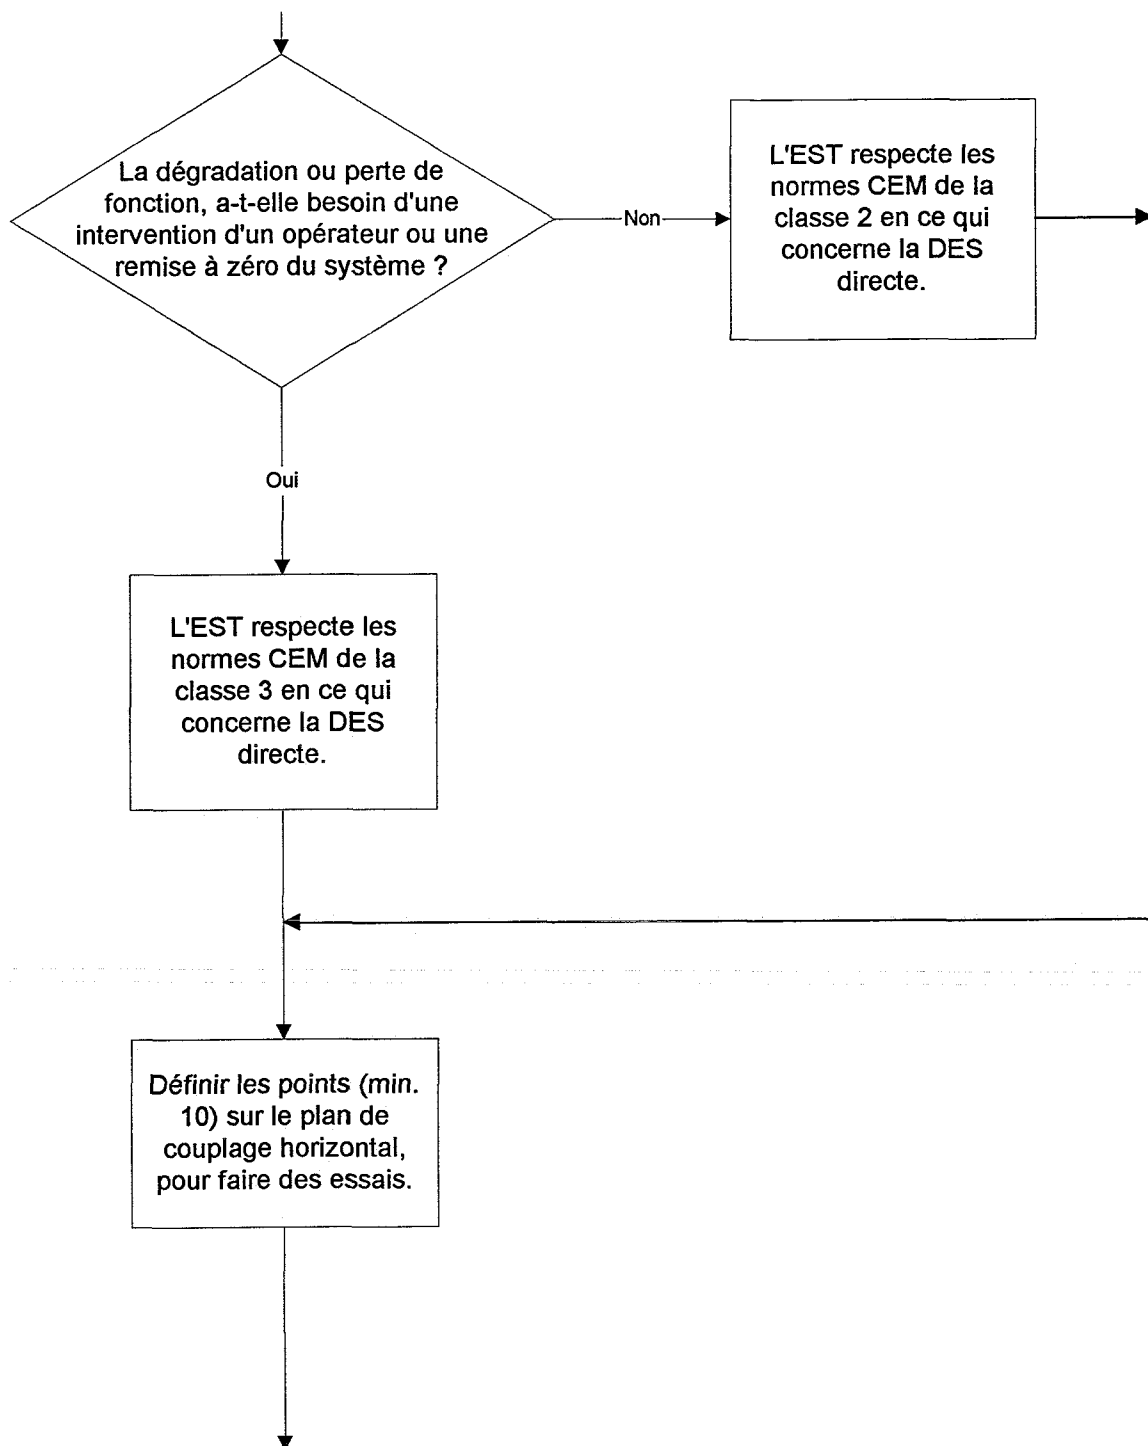 La dégradation ou perte de
fonction, a-t-elle besoin d'une
intervention d'un opérateur ou une
remise à zéro du système ?
Non
L'EST respecte les
normes CEM de la
classe 2 en ce qui
concerne la DES
directe.
Oui
L'EST respecte les
normes CEM de la
classe 3 en ce qui
concerne la DES
directe.
Définir les points (min.
10) sur le plan de
couplage horizontal,
pour faire des essais.